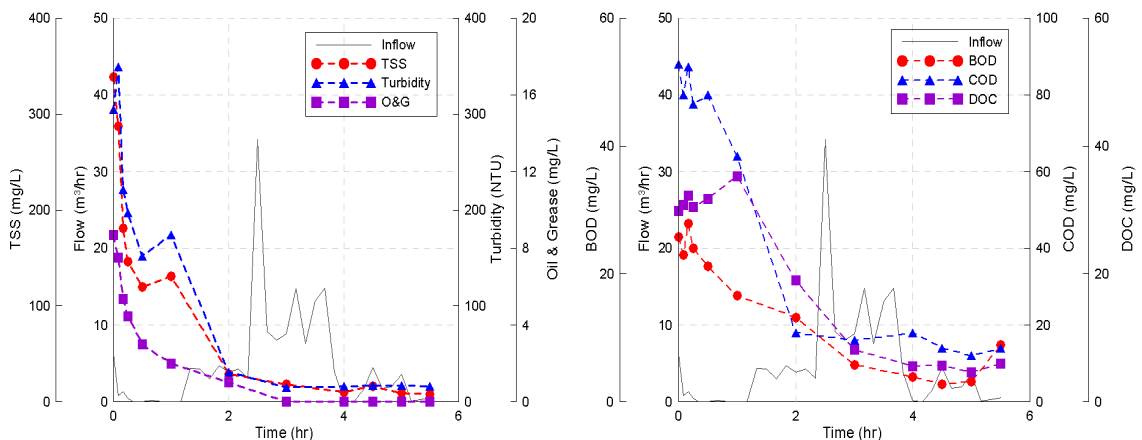 400
300
200
100
0
TSS (mg/L)
50
40
30
20
10
0
Flow (m³/hr)
Inflow
TSS
Turbidity
O&G
400
300
200
100
0
Turbidity (NTU)
20
16
12
8
4
0
Oil & Grease (mg/L)
0 2 4 6
Time (hr)
60
40
20
0
BOD (mg/L)
50
40
30
20
10
0
Flow (m³/hr)
Inflow
BOD
COD
DOC
100
80
60
40
20
0
COD (mg/L)
60
40
20
0
DOC (mg/L)
0 2 4 6
Time (hr)